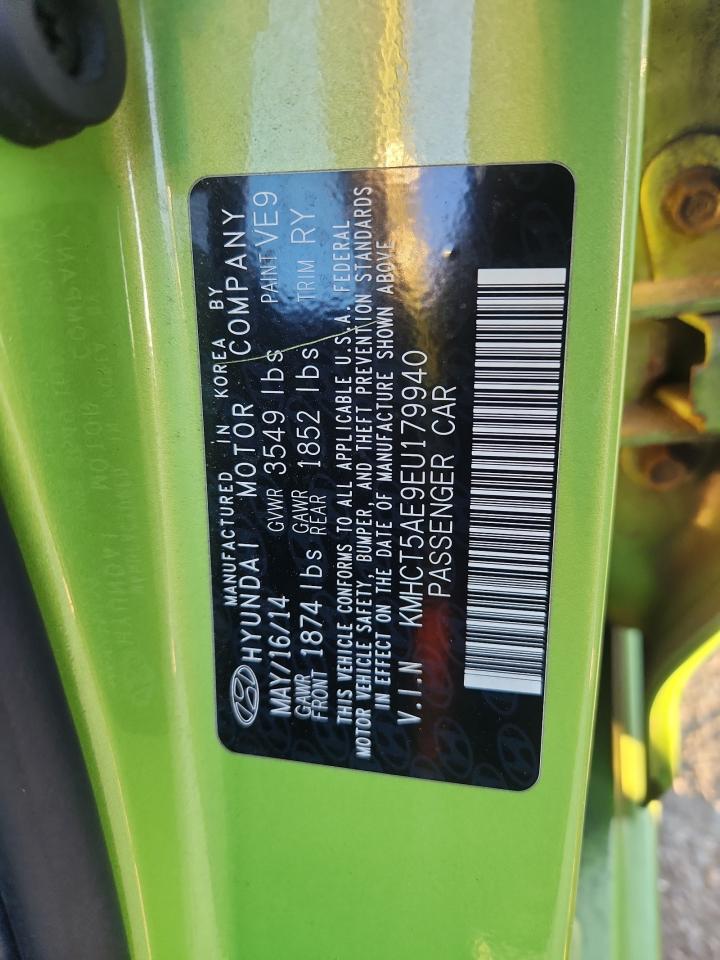 MANUFACTURED IN KOREA BY
HYUNDAI MOTOR COMPANY
MAY/16/14 GVWR 3549 lbs PAINT VE9
GAWR FRONT 1874 lbs GAWR REAR 1852 lbs TRIM RY
THIS VEHICLE CONFORMS TO ALL APPLICABLE U.S.A. FEDERAL
MOTOR VEHICLE SAFETY, BUMPER, AND THEFT PREVENTION STANDARDS
IN EFFECT ON THE DATE OF MANUFACTURE SHOWN ABOVE
V.I.N KMHCT5AE9EU179940
PASSENGER CAR